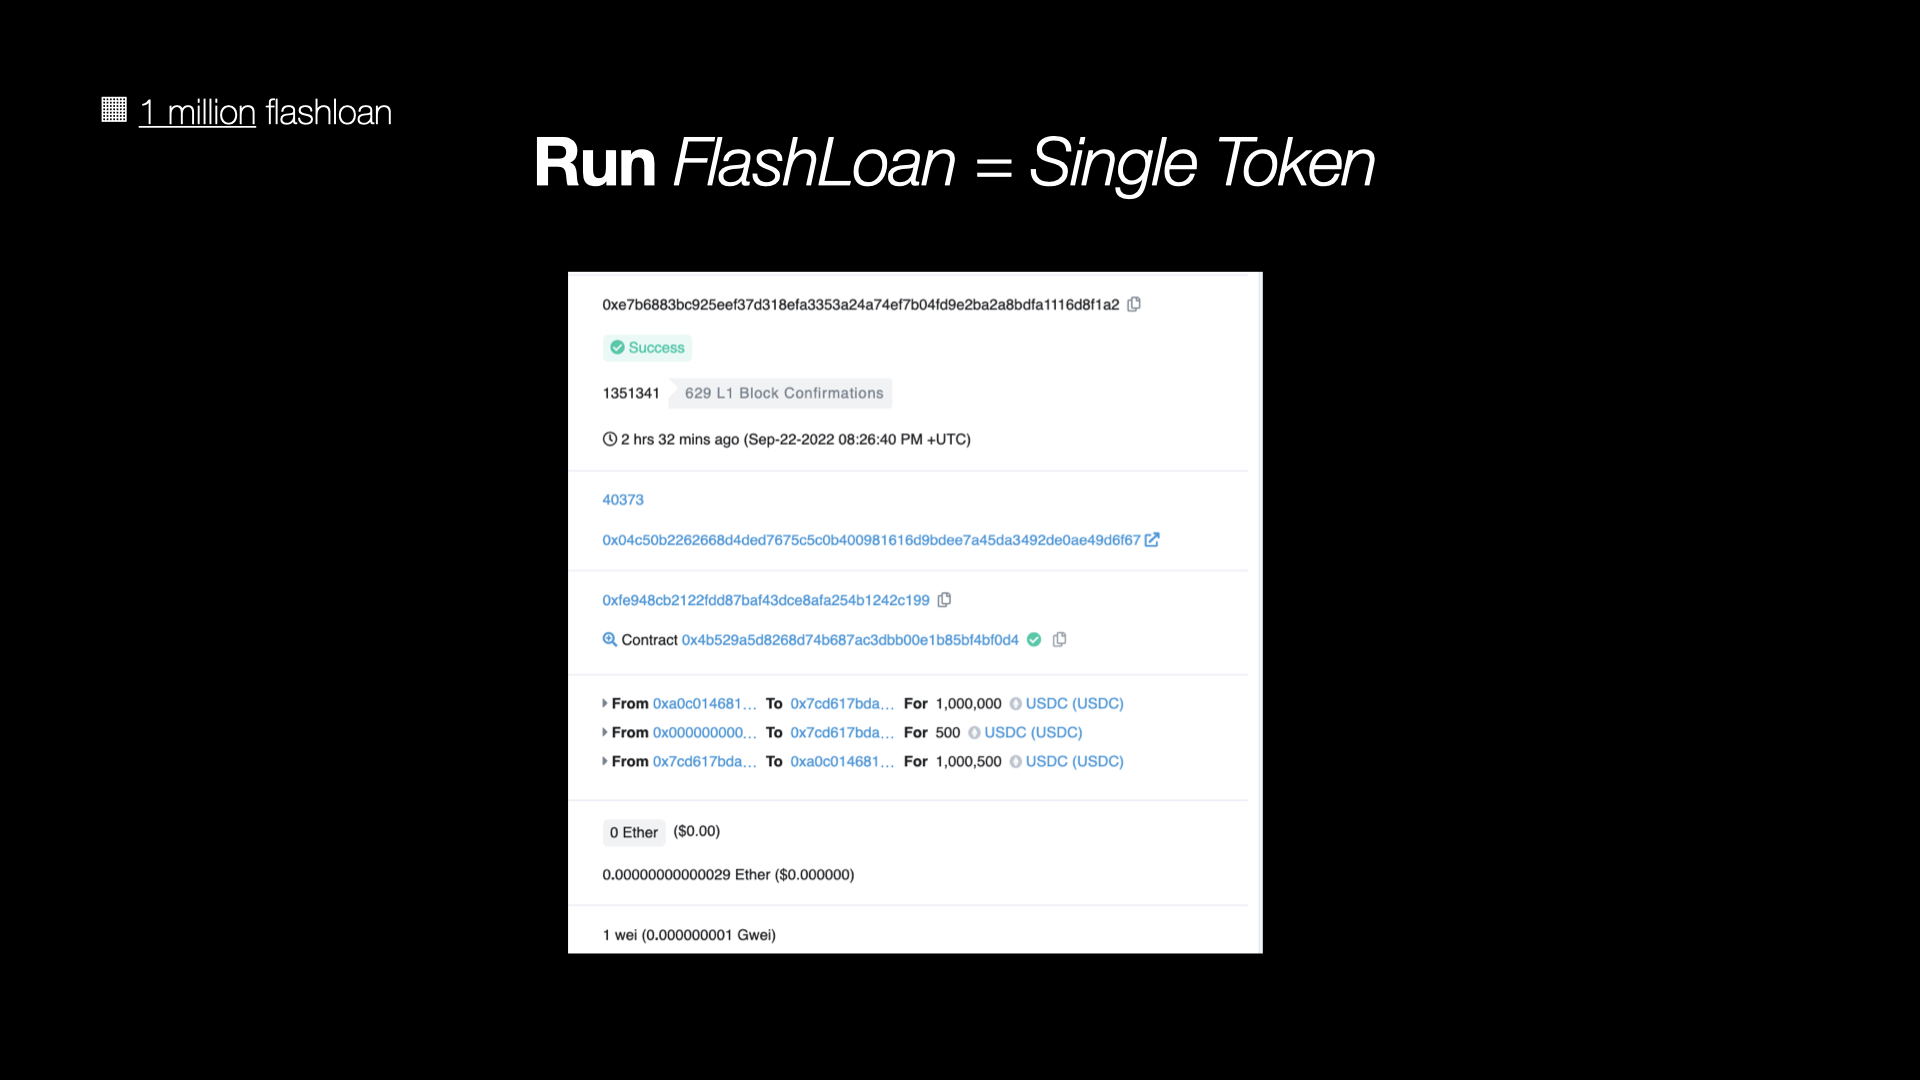 1 million flashloan
Run FlashLoan = Single Token
0xe7b6883bc925eef37d318efa3353a24a74ef7b04fd9e2ba2a8bdfa1116d8f1a2
Success
1351341 629 L1 Block Confirmations
2 hrs 32 mins ago (Sep-22-2022 08:26:40 PM +UTC)
40373
0x04c50b2262668d4ded7675c5c0b400981616d9bdee7a45da3492de0ae49d6f67
0xfe948cb2122fdd87baf43dce8afa254b1242c199
Contract 0x4b529a5d8268d74b687ac3dbb00e1b85bf4bf0d4
From 0xa0c014681... To 0x7cd617bda... For 1,000,000 USDC (USDC)
From 0x000000000... To 0x7cd617bda... For 500 USDC (USDC)
From 0x7cd617bda... To 0xa0c014681... For 1,000,500 USDC (USDC)
0 Ether ($0.00)
0.00000000000029 Ether ($0.000000)
1 wei (0.000000001 Gwei)